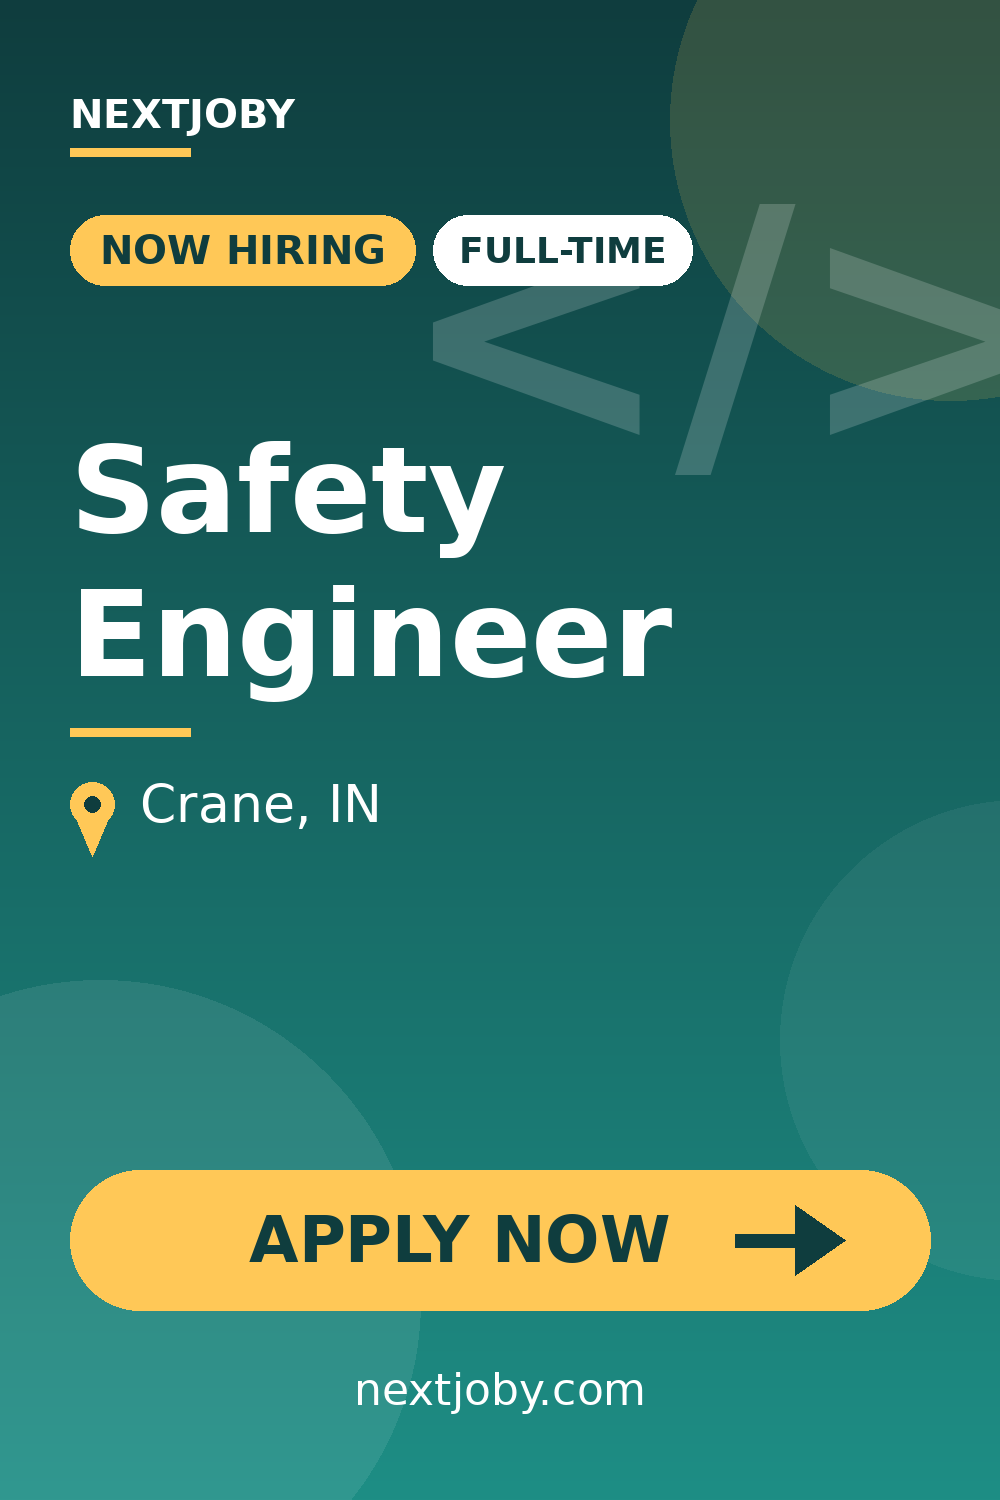 NEXTJOBY
NOW HIRING
FULL-TIME
</>
Safety
Engineer
Crane, IN
APPLY NOW
nextjoby.com